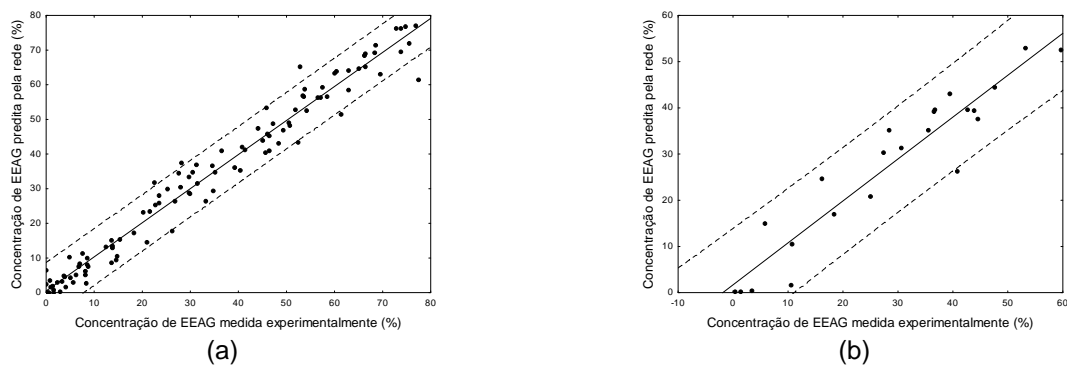 Concentração de EEAG predita pela rede (%)
80
70
60
50
40
30
20
10
0
0 10 20 30 40 50 60 70 80
Concentração de EEAG medida experimentalmente (%)
(a)
Concentração de EEAG predita pela rede (%)
60
50
40
30
20
10
0
-10 0 10 20 30 40 50 60
Concentração de EEAG medida experimentalmente (%)
(b)